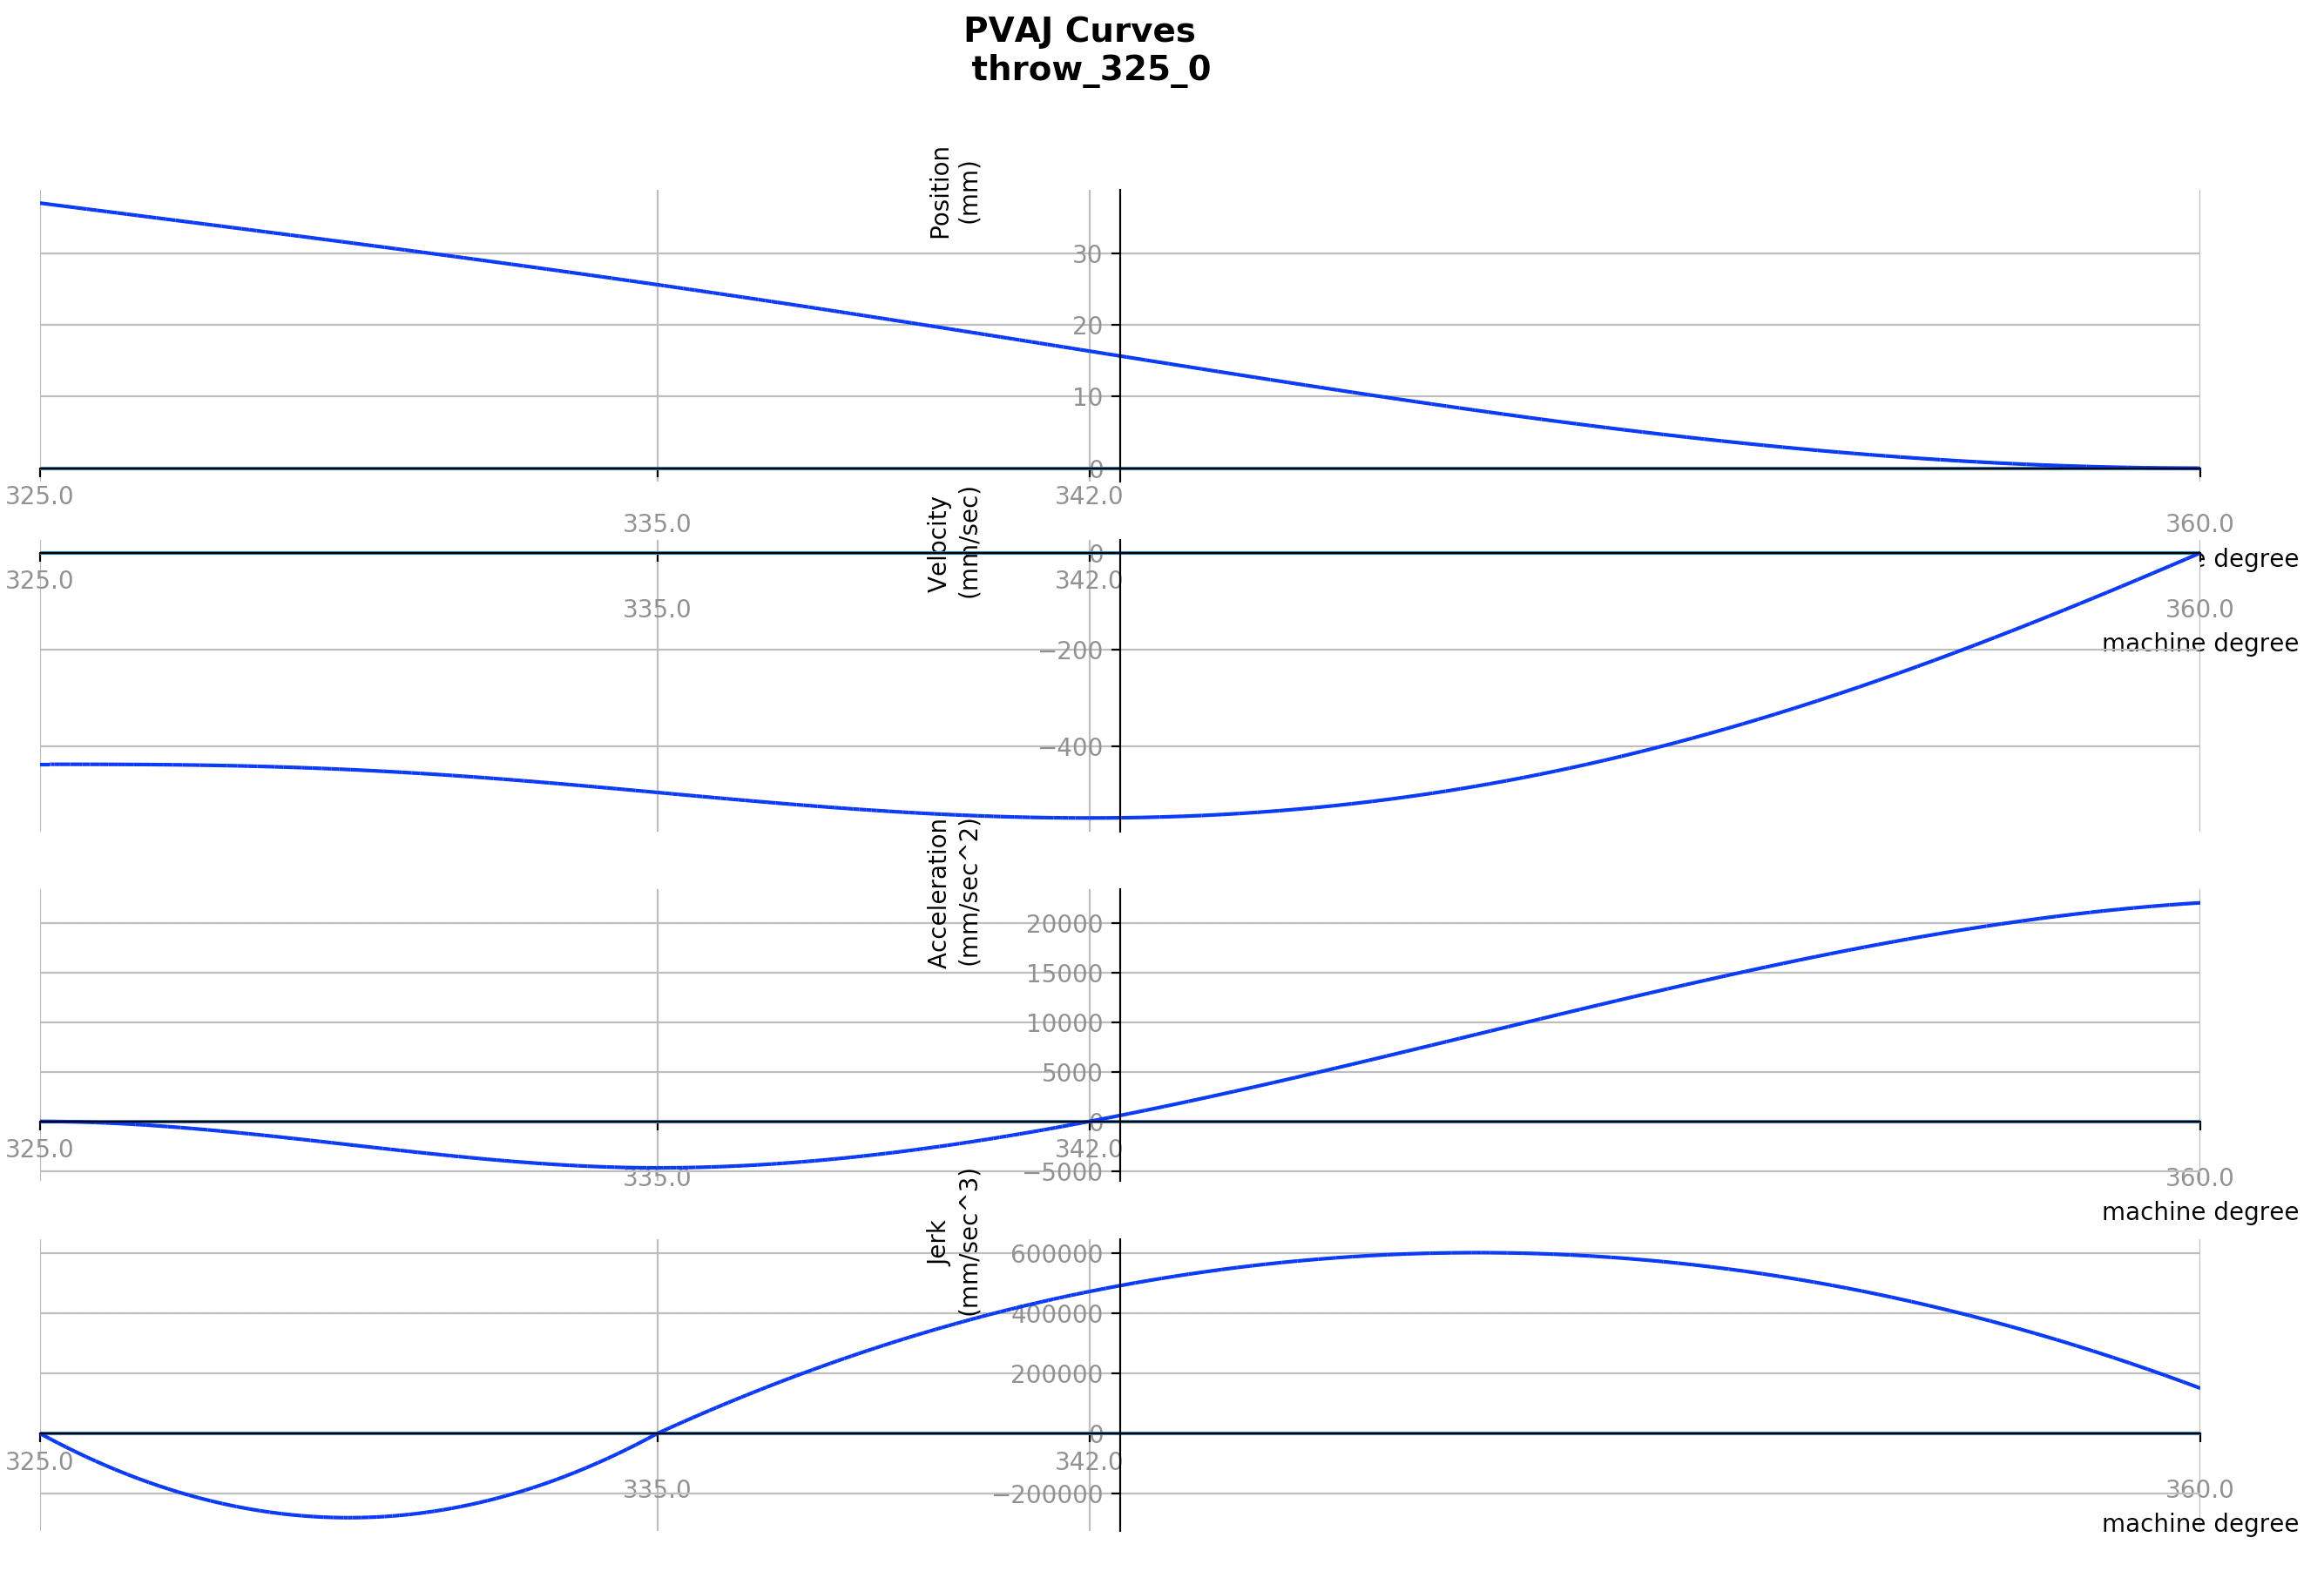 PVAJ Curves
throw_325_0
Position
(mm)
30
20
10
0
325.0
342.0
335.0
360.0
e degree
Velocity
(mm/sec)
0
325.0
342.0
335.0
360.0
machine degree
−200
−400
Acceleration
(mm/sec^2)
20000
15000
10000
5000
0
325.0
342.0
−5000
335.0
360.0
machine degree
Jerk
(mm/sec^3)
600000
400000
200000
0
325.0
342.0
335.0
360.0
−200000
machine degree